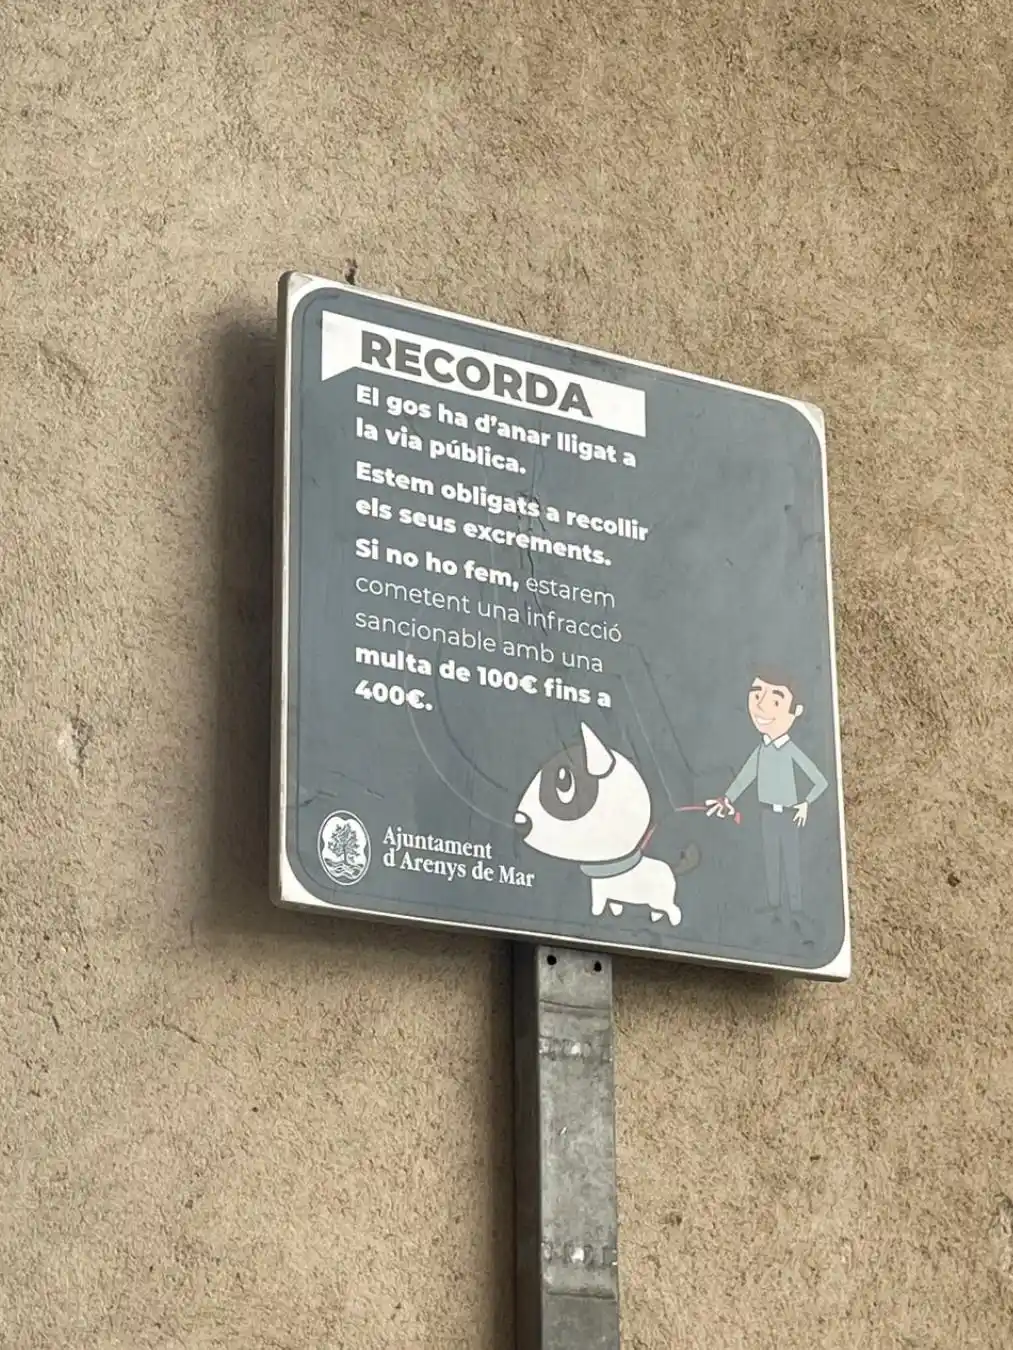 RECORDA
El gos ha d'anar lligat a
la via pública.
Estem obligats a recollir
els seus excrements.
Si no ho fem, estarem
cometent una infracció
sancionable amb una
multa de 100€ fins a
400€.
Ajuntament
d'Arenys de Mar